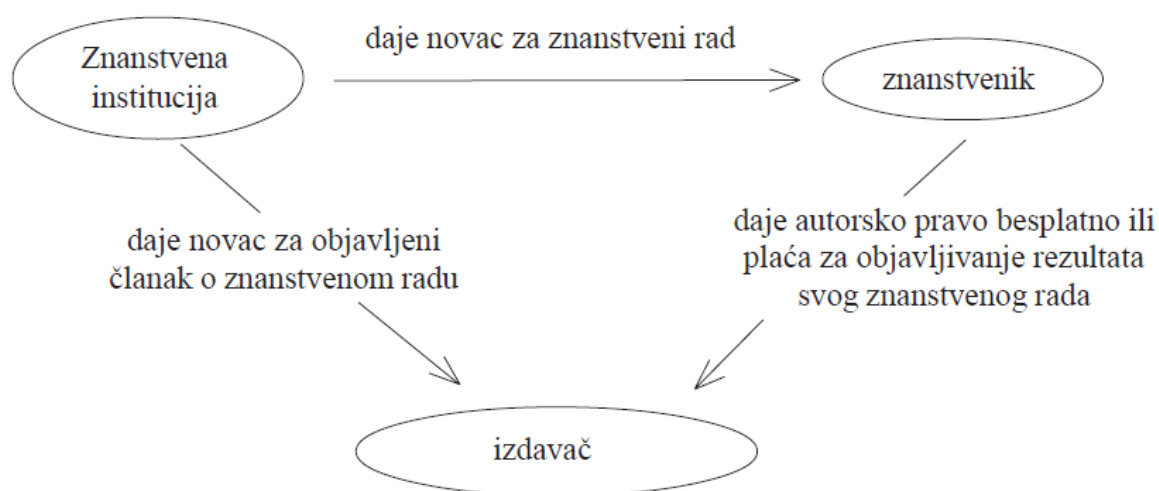 daje novac za znanstveni rad
Znanstvena
institucija
znanstvenik
daje novac za objavljeni
članak o znanstvenom radu
daje autorsko pravo besplatno ili
plaća za objavljivanje rezultata
svog znanstvenog rada
izdavač